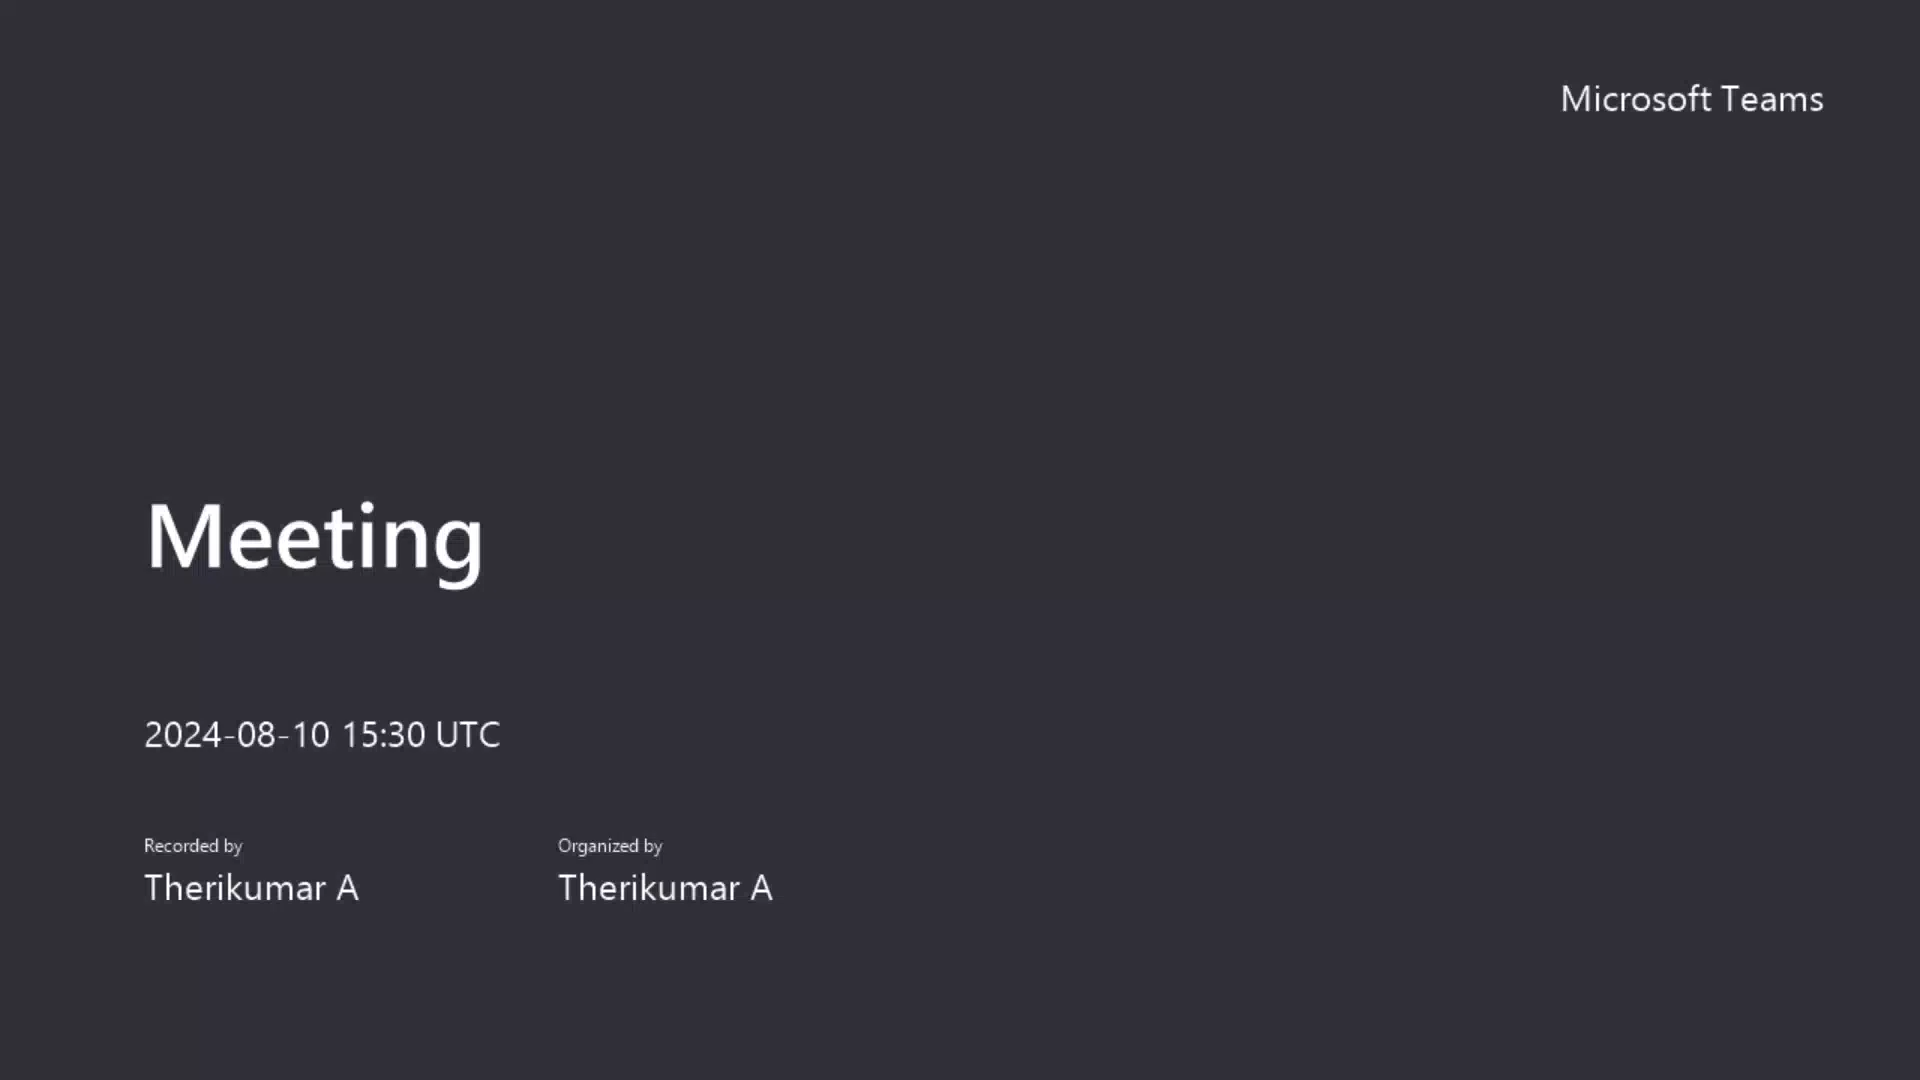 Microsoft Teams
Meeting
2024-08-10 15:30 UTC
Recorded by
Therikumar A
Organized by
Therikumar A